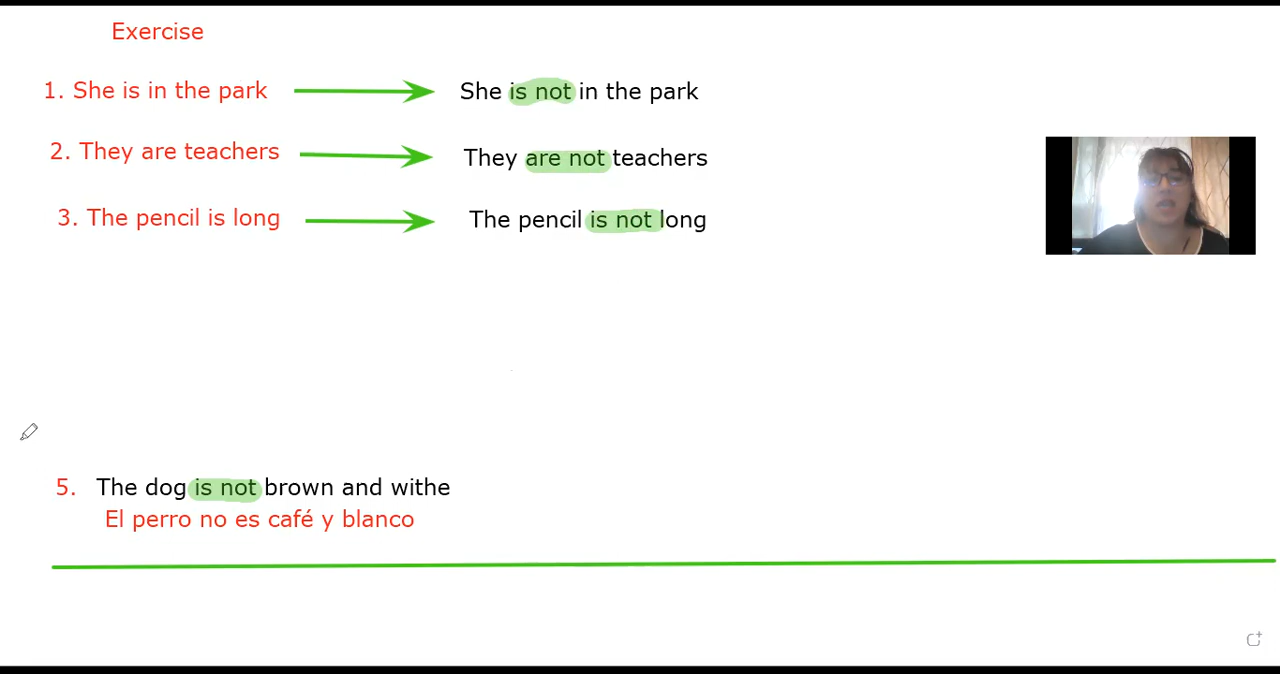 Exercise
1. She is in the park She is not in the park
2. They are teachers They are not teachers
3. The pencil is long The pencil is not long
5. The dog is not brown and withe
El perro no es café y blanco